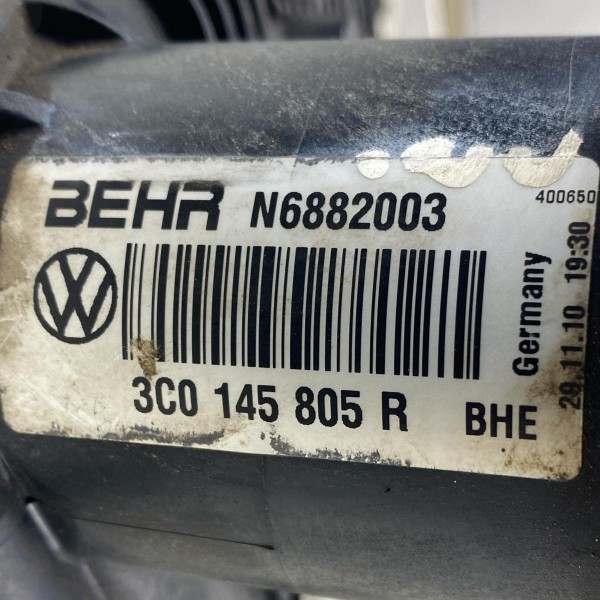 BEHR N6882003
400650
3C0 145 805 R BHE
Germany
29.11.10 19:30